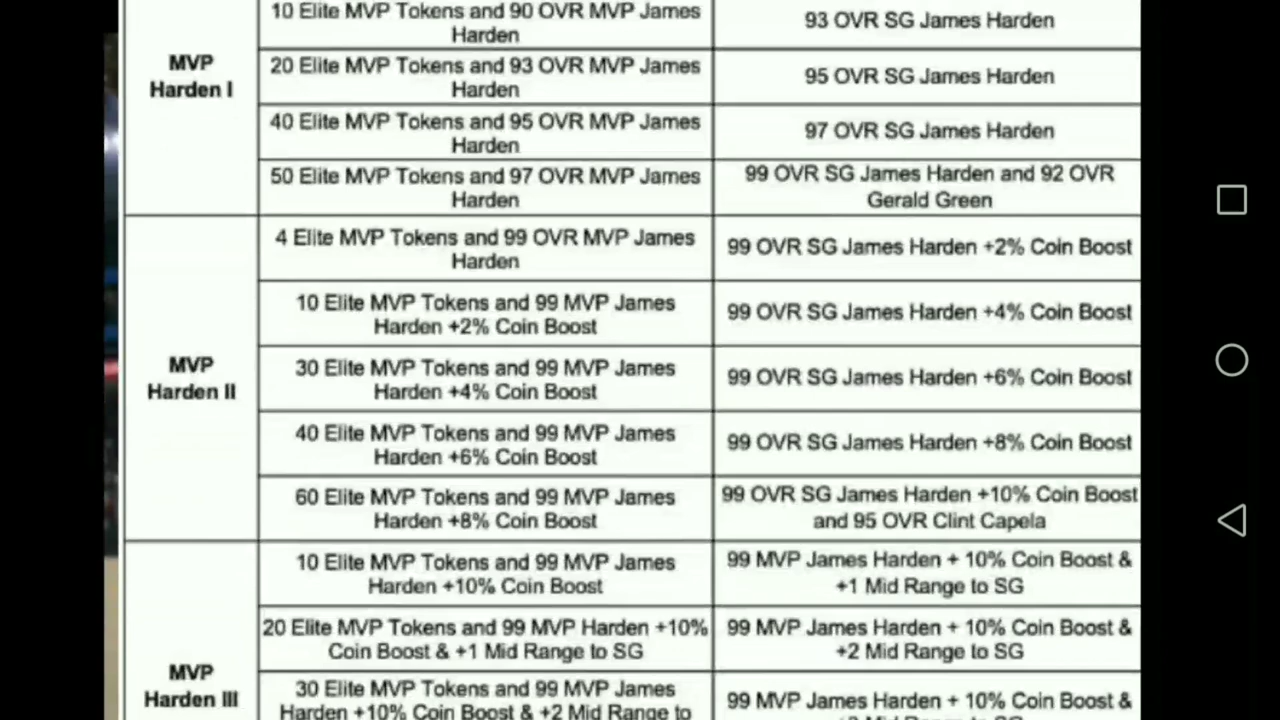 10 Elite MVP Tokens and 90 OVR MVP James
Harden
93 OVR SG James Harden
MVP
Harden I
20 Elite MVP Tokens and 93 OVR MVP James
Harden
95 OVR SG James Harden
40 Elite MVP Tokens and 95 OVR MVP James
Harden
97 OVR SG James Harden
50 Elite MVP Tokens and 97 OVR MVP James
Harden
99 OVR SG James Harden and 92 OVR
Gerald Green
MVP
Harden II
4 Elite MVP Tokens and 99 OVR MVP James
Harden
99 OVR SG James Harden +2% Coin Boost
10 Elite MVP Tokens and 99 MVP James
Harden +2% Coin Boost
99 OVR SG James Harden +4% Coin Boost
30 Elite MVP Tokens and 99 MVP James
Harden +4% Coin Boost
99 OVR SG James Harden +6% Coin Boost
40 Elite MVP Tokens and 99 MVP James
Harden +6% Coin Boost
99 OVR SG James Harden +8% Coin Boost
60 Elite MVP Tokens and 99 MVP James
Harden +8% Coin Boost
99 OVR SG James Harden +10% Coin Boost
and 95 OVR Clint Capela
MVP
Harden III
10 Elite MVP Tokens and 99 MVP James
Harden +10% Coin Boost
99 MVP James Harden + 10% Coin Boost &
+1 Mid Range to SG
20 Elite MVP Tokens and 99 MVP Harden +10%
Coin Boost & +1 Mid Range to SG
99 MVP James Harden + 10% Coin Boost &
+2 Mid Range to SG
30 Elite MVP Tokens and 99 MVP James
Harden +10% Coin Boost & +2 Mid Range to
99 MVP James Harden + 10% Coin Boost &